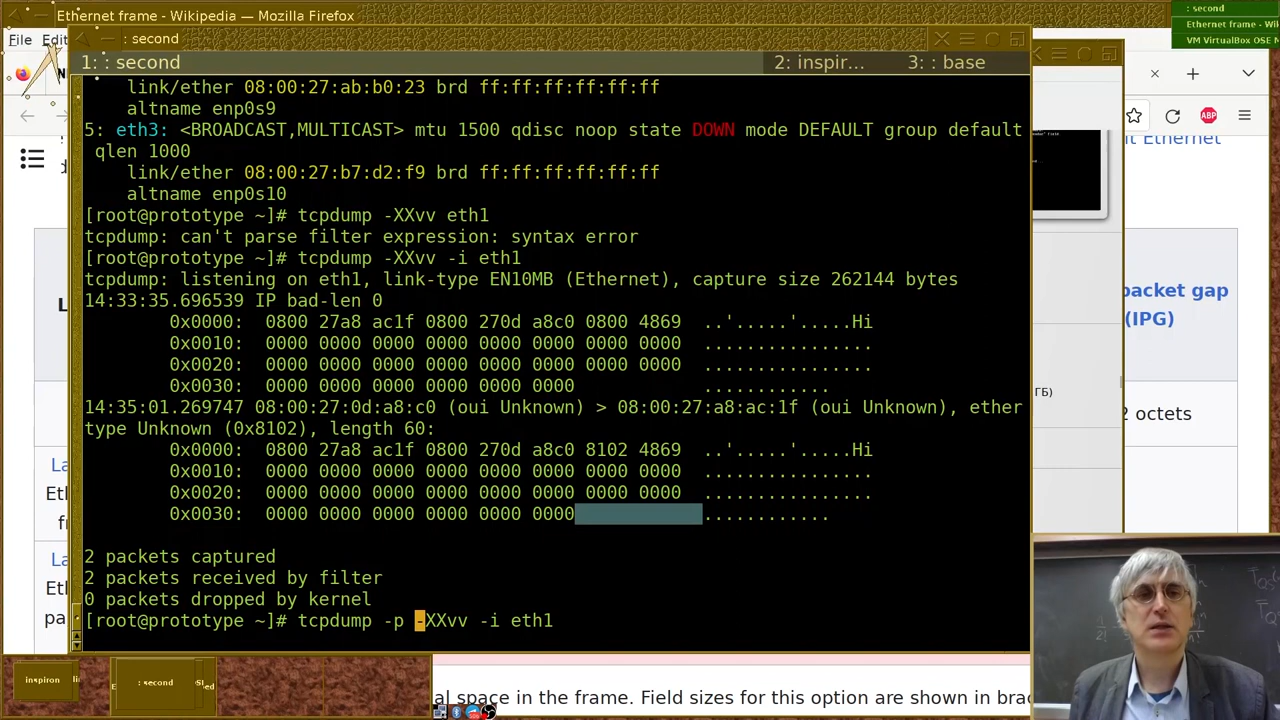 Ethernet frame - Wikipedia — Mozilla Firefox
: second
Ethernet frame - Wik
VM VirtualBox OSE M
File Edit
: second
1: : second
2: inspir...
3: : base
link/ether 08:00:27:ab:b0:23 brd ff:ff:ff:ff:ff:ff
altname enp0s9
5: eth3: <BROADCAST,MULTICAST> mtu 1500 qdisc noop state DOWN mode DEFAULT group default
qlen 1000
link/ether 08:00:27:b7:d2:f9 brd ff:ff:ff:ff:ff:ff
altname enp0s10
[root@prototype ~]# tcpdump -XXvv eth1
tcpdump: can't parse filter expression: syntax error
[root@prototype ~]# tcpdump -XXvv -i eth1
tcpdump: listening on eth1, link-type EN10MB (Ethernet), capture size 262144 bytes
14:33:35.696539 IP bad-len 0
0x0000:  0800 27a8 ac1f 0800 270d a8c0 0800 4869  ..'.....'.....Hi
0x0010:  0000 0000 0000 0000 0000 0000 0000 0000  ................
0x0020:  0000 0000 0000 0000 0000 0000 0000 0000  ................
0x0030:  0000 0000 0000 0000 0000 0000            ............
14:35:01.269747 08:00:27:0d:a8:c0 (oui Unknown) > 08:00:27:a8:ac:1f (oui Unknown), ether
type Unknown (0x8102), length 60:
0x0000:  0800 27a8 ac1f 0800 270d a8c0 8102 4869  ..'.....'.....Hi
0x0010:  0000 0000 0000 0000 0000 0000 0000 0000  ................
0x0020:  0000 0000 0000 0000 0000 0000 0000 0000  ................
0x0030:  0000 0000 0000 0000 0000 0000            ............
2 packets captured
2 packets received by filter
0 packets dropped by kernel
[root@prototype ~]# tcpdump -p -XXvv -i eth1
ABP
t Ethernet
packet gap
(IPG)
ГБ)
2 octets
La
Et
f
La
Eth
pa
inspiron
: second
al space in the frame. Field sizes for this option are shown in brac